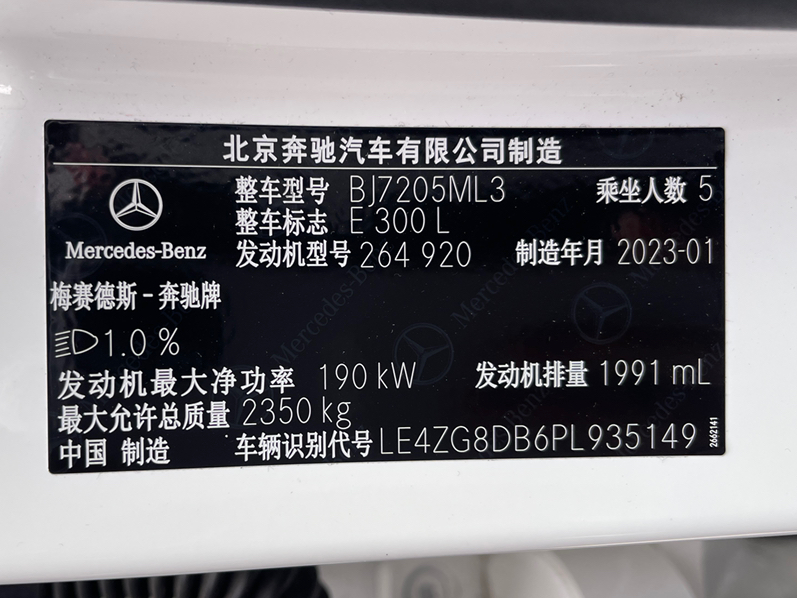 北京奔驰汽车有限公司制造
整车型号 BJ7205ML3 乘坐人数 5
整车标志 E 300 L
Mercedes-Benz 发动机型号 264 920 制造年月 2023-01
梅赛德斯-奔驰牌
1.0 %
发动机最大净功率 190 kW 发动机排量 1991 mL
最大允许总质量 2350 kg
中国 制造 车辆识别代号 LE4ZG8DB6PL935149
2662141